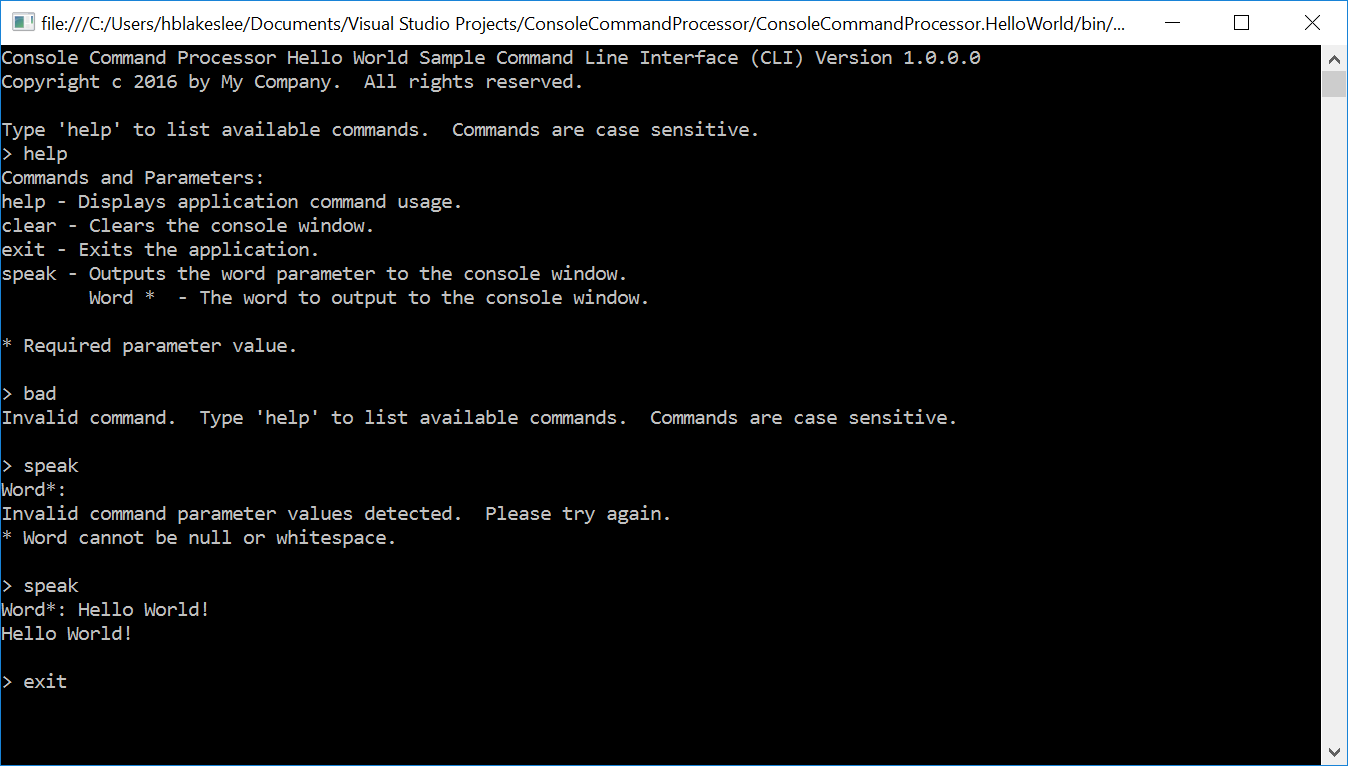 file:///C:/Users/hblakeslee/Documents/Visual Studio Projects/ConsoleCommandProcessor/ConsoleCommandProcessor.HelloWorld/bin/...
Console Command Processor Hello World Sample Command Line Interface (CLI) Version 1.0.0.0
Copyright c 2016 by My Company.  All rights reserved.
Type 'help' to list available commands.  Commands are case sensitive.
> help
Commands and Parameters:
help - Displays application command usage.
clear - Clears the console window.
exit - Exits the application.
speak - Outputs the word parameter to the console window.
        Word *  - The word to output to the console window.
* Required parameter value.
> bad
Invalid command.  Type 'help' to list available commands.  Commands are case sensitive.
> speak
Word*:
Invalid command parameter values detected.  Please try again.
* Word cannot be null or whitespace.
> speak
Word*: Hello World!
Hello World!
> exit